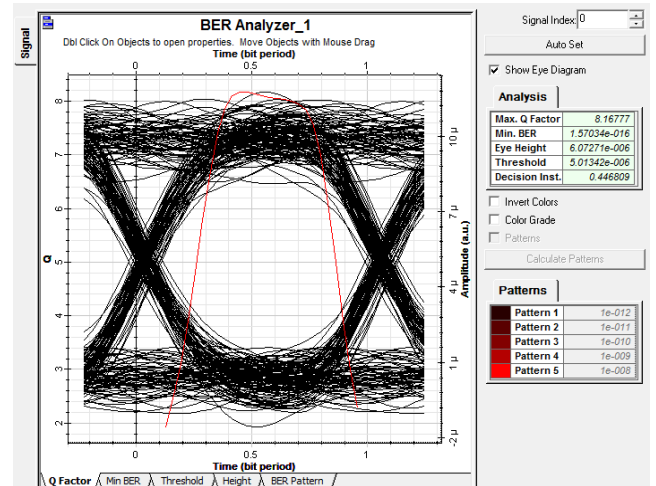 Signal
BER Analyzer_1
Dbl Click On Objects to open properties. Move Objects with Mouse Drag
Time (bit period)
0 0.5 1
8
7
6
5
4
3
2
Q
10 µ
7 µ
4 µ
1 µ
-2 µ
Amplitude (a.u.)
0 0.5 1
Time (bit period)
Q Factor Min BER Threshold Height BER Pattern
Signal Index: 0
Auto Set
Show Eye Diagram
Analysis
Max. Q Factor 8.16777
Min. BER 1.57034e-016
Eye Height 6.07271e-006
Threshold 5.01342e-006
Decision Inst. 0.446809
Invert Colors
Color Grade
Patterns
Calculate Patterns
Patterns
Pattern 1 1e-012
Pattern 2 1e-011
Pattern 3 1e-010
Pattern 4 1e-009
Pattern 5 1e-008